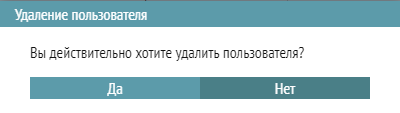 Удаление пользователя
Вы действительно хотите удалить пользователя?
Да
Нет